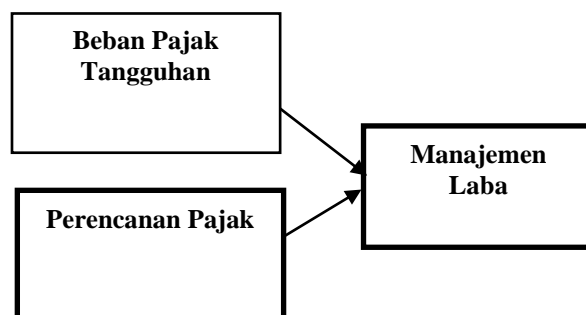 Beban Pajak
Tangguhan
Manajemen
Laba
Perencanan Pajak